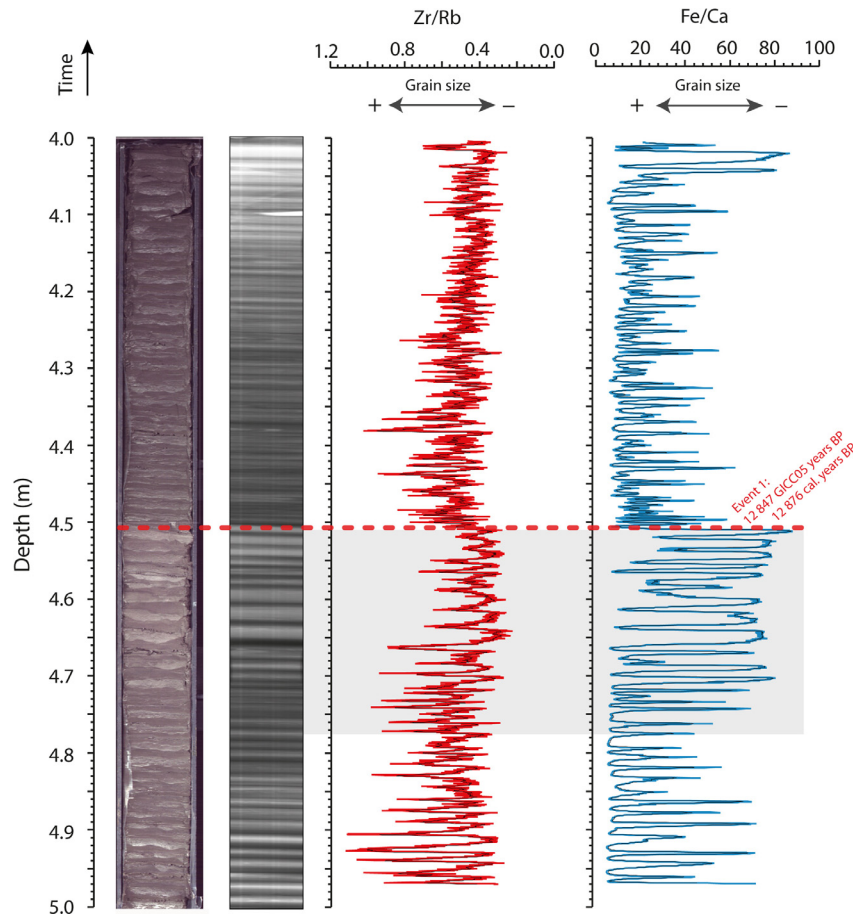 Zr/Rb
Fe/Ca
1.2 0.8 0.4 0.0
0 20 40 60 80 100
Time
Grain size
+ −
Grain size
+ −
4.0
4.1
4.2
4.3
4.4
4.5
4.6
4.7
4.8
4.9
5.0
Depth (m)
Event 1:
12 847 GICC05 years BP
12 876 cal. years BP